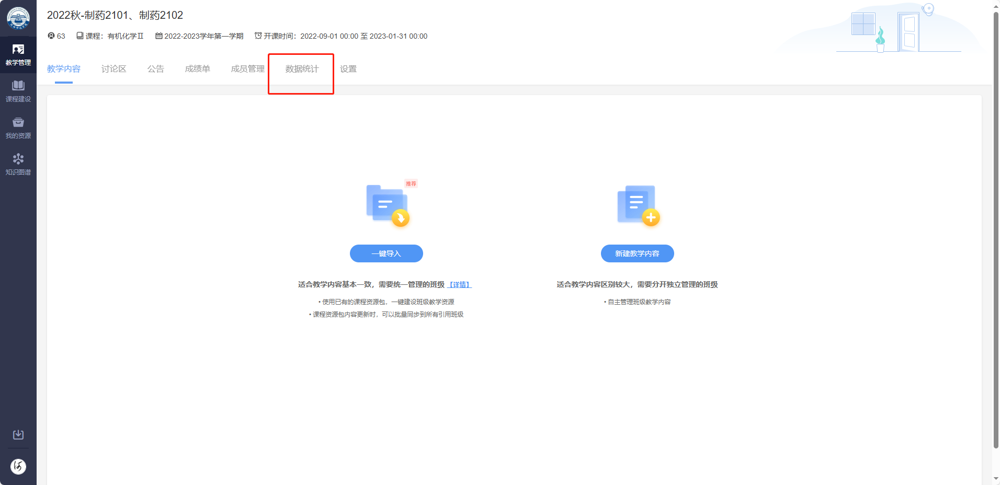 2022秋-制药2101、制药2102
63 课程：有机化学Ⅱ 2022-2023学年第一学期 开课时间：2022-09-01 00:00 至 2023-01-31 00:00
教学内容 讨论区 公告 成绩单 成员管理 数据统计 设置
教学管理
课程建设
我的资源
知识图谱
推荐
一键导入
适合教学内容基本一致，需要统一管理的班级 【详情】
• 使用已有的课程资源包，一键建设班级教学资源
• 课程资源包内容更新时，可以批量同步到所有引用班级
新建教学内容
适合教学内容区别较大，需要分开独立管理的班级
• 自主管理班级教学内容